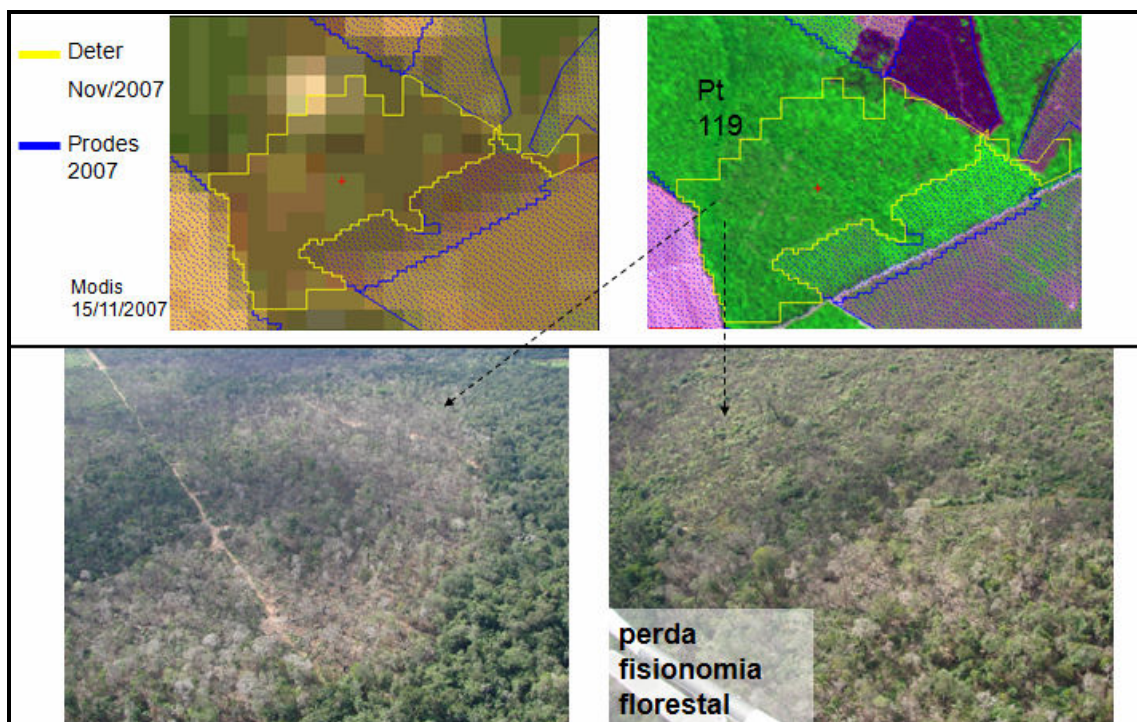 Deter
Nov/2007
Prodes
2007
Modis
15/11/2007
Pt
119
perda
fisionomia
florestal